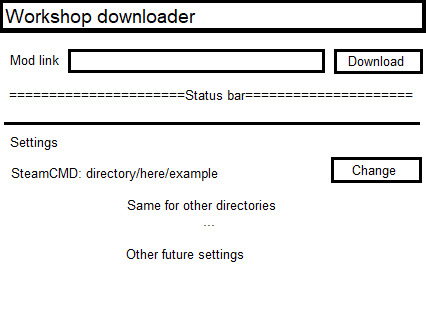 Workshop downloader
Mod link
Download
======================Status bar=====================
Settings
SteamCMD: directory/here/example
Change
Same for other directories
...
Other future settings